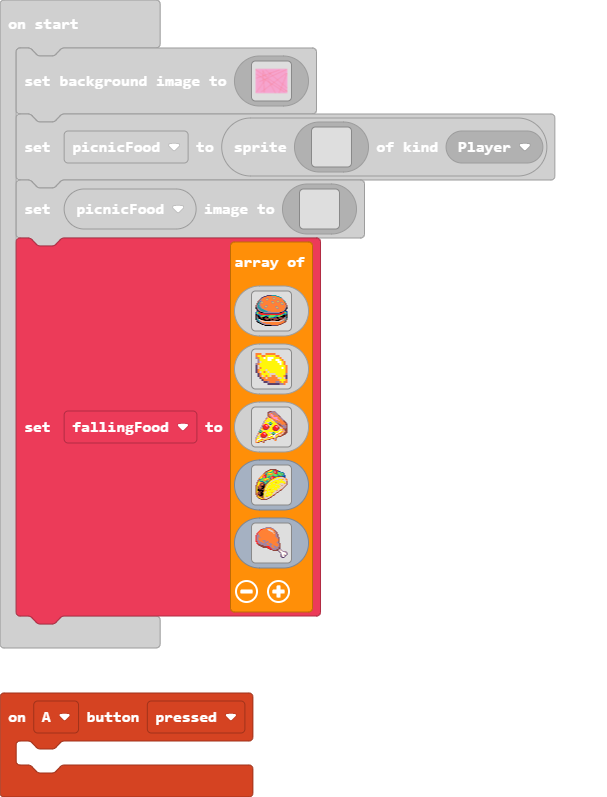 on start
set background image to
set picnicFood to sprite of kind Player
set picnicFood image to
array of
set fallingFood to
on A button pressed